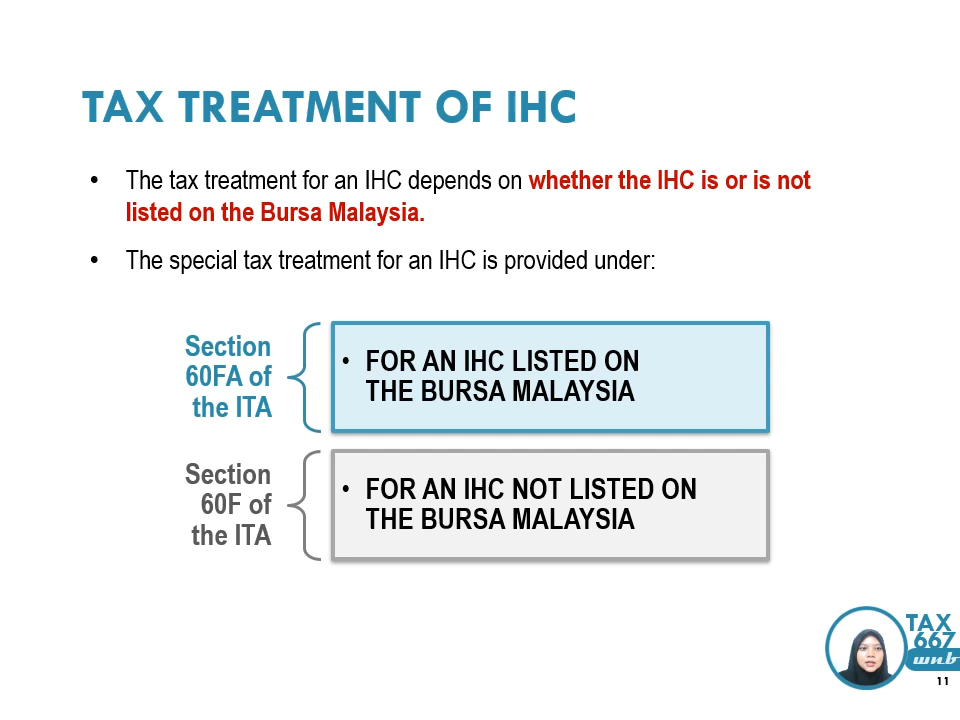 TAX TREATMENT OF IHC
• The tax treatment for an IHC depends on whether the IHC is or is not
listed on the Bursa Malaysia.
• The special tax treatment for an IHC is provided under:
Section
60FA of
the ITA
• FOR AN IHC LISTED ON
THE BURSA MALAYSIA
Section
60F of
the ITA
• FOR AN IHC NOT LISTED ON
THE BURSA MALAYSIA
TAX
667
wnb
11